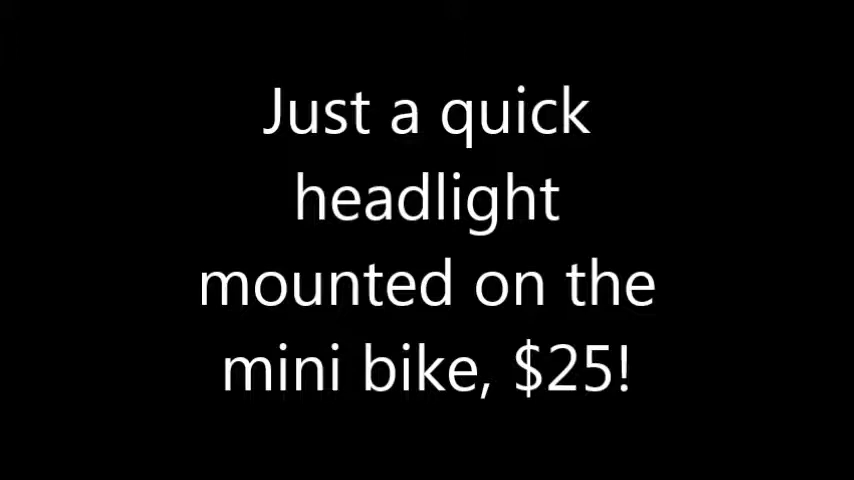 Just a quick
headlight
mounted on the
mini bike, $25!